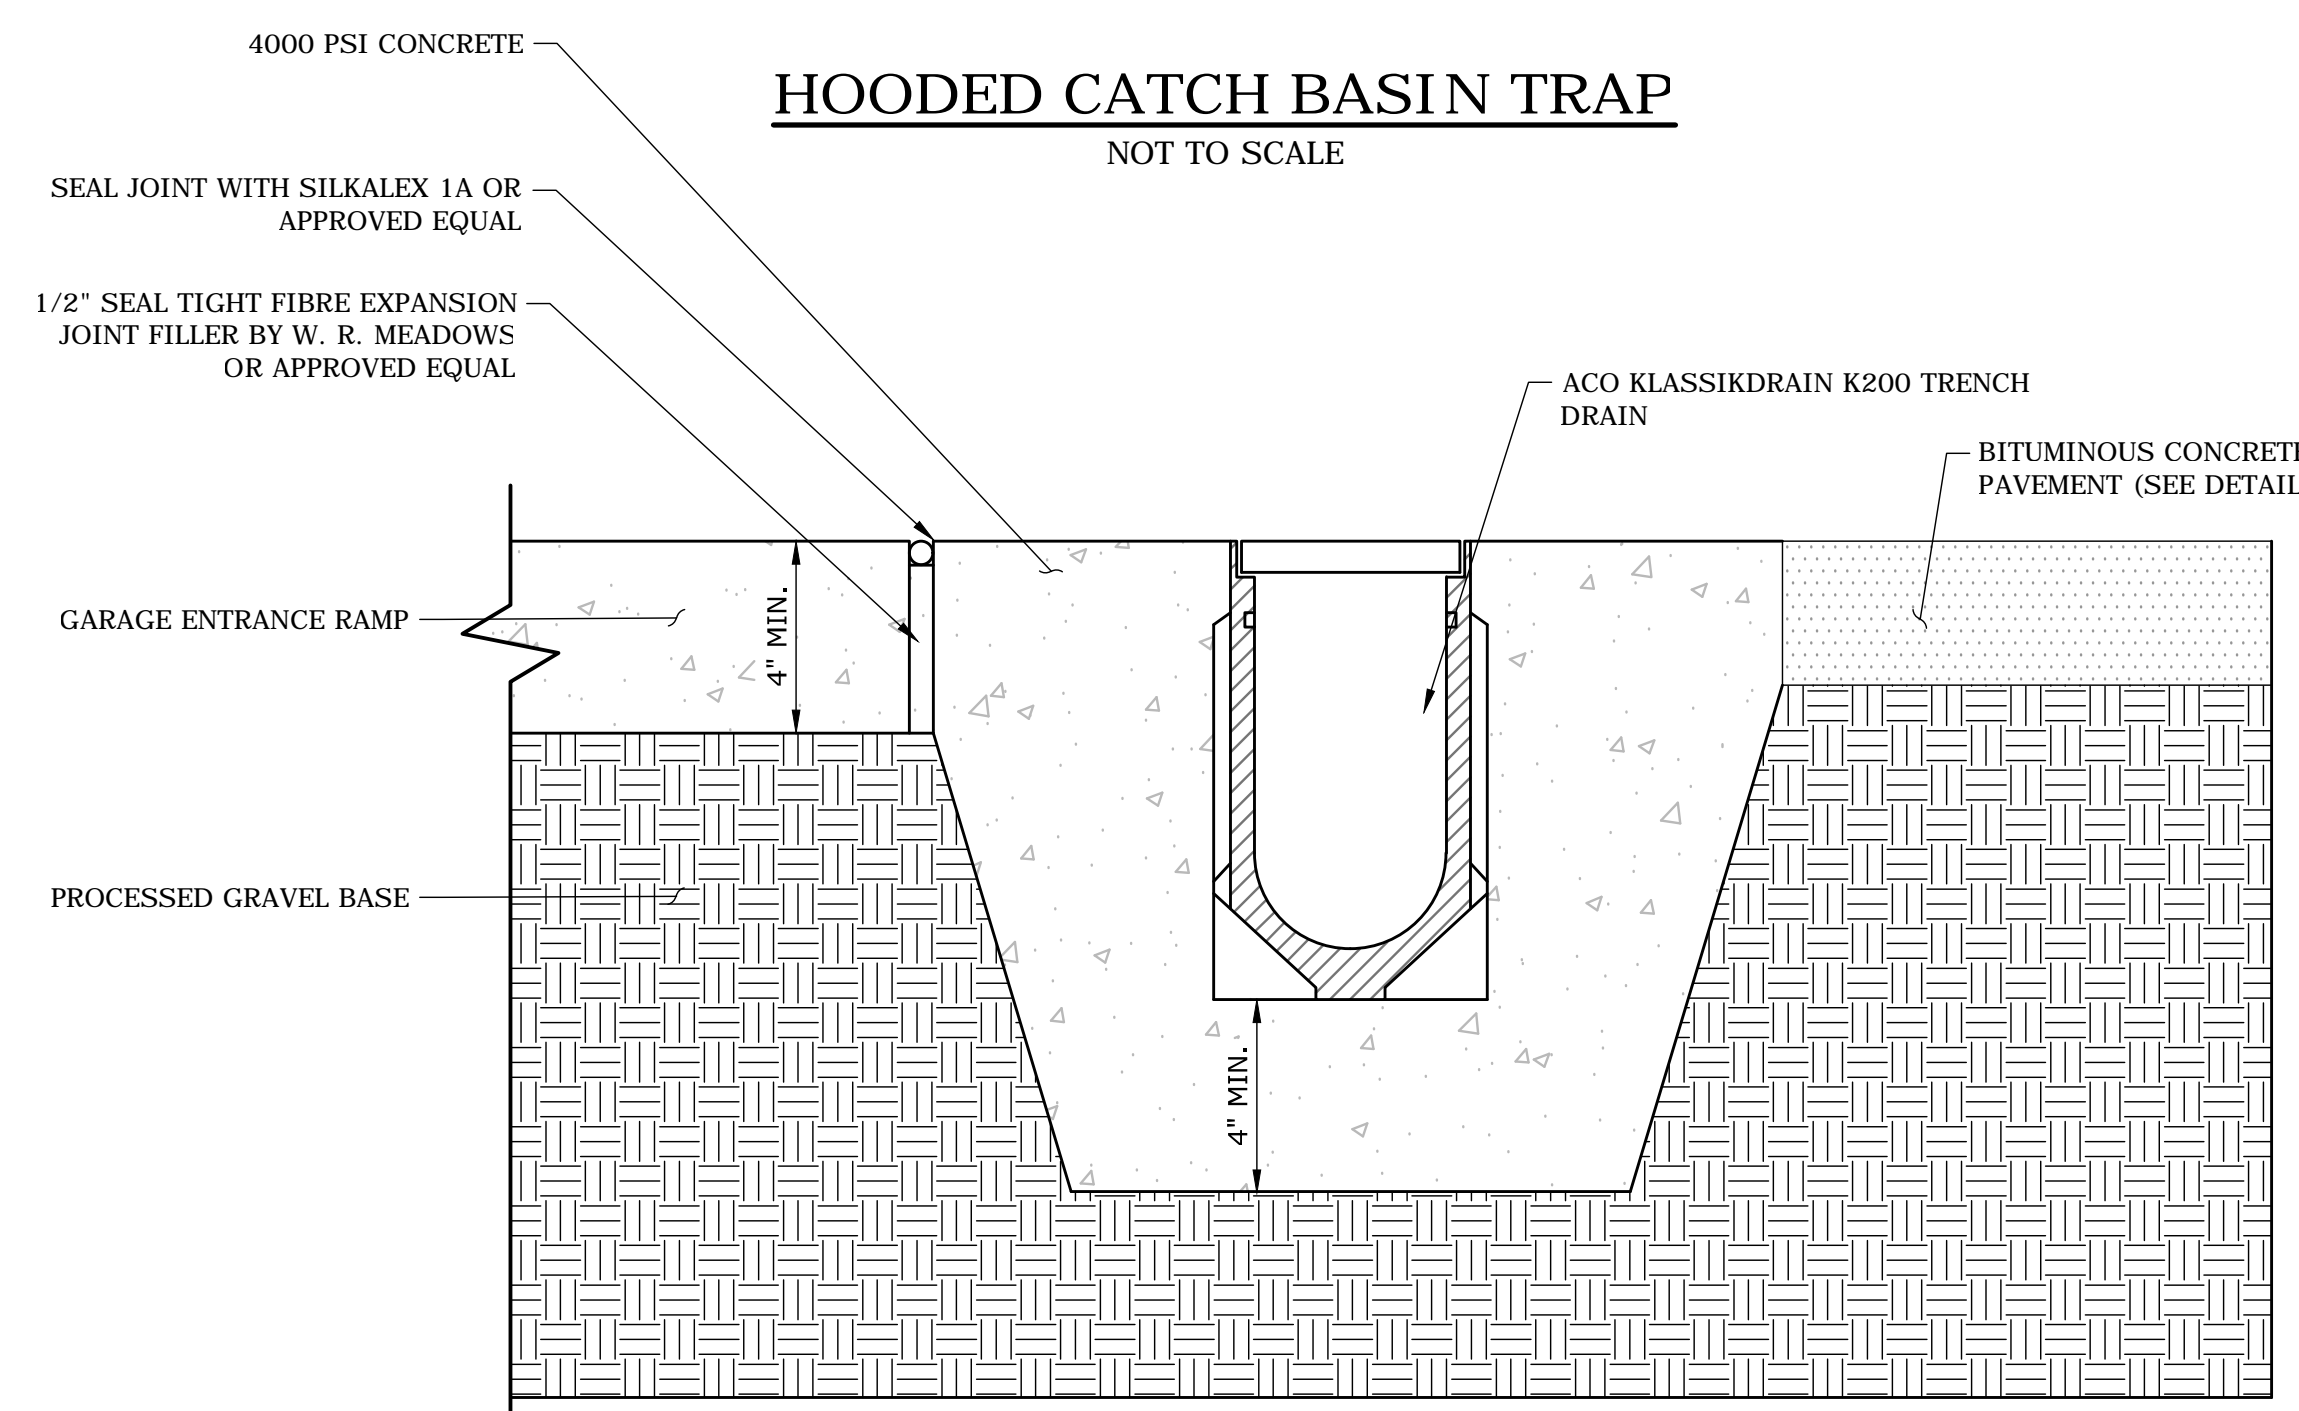 4000 PSI CONCRETE
HOODED CATCH BASIN TRAP
NOT TO SCALE
SEAL JOINT WITH SILKALEX 1A OR
APPROVED EQUAL
1/2" SEAL TIGHT FIBRE EXPANSION
JOINT FILLER BY W. R. MEADOWS
OR APPROVED EQUAL
ACO KLASSIKDRAIN K200 TRENCH
DRAIN
BITUMINOUS CONCRETE
PAVEMENT (SEE DETAIL
GARAGE ENTRANCE RAMP
4" MIN.
PROCESSED GRAVEL BASE
4" MIN.